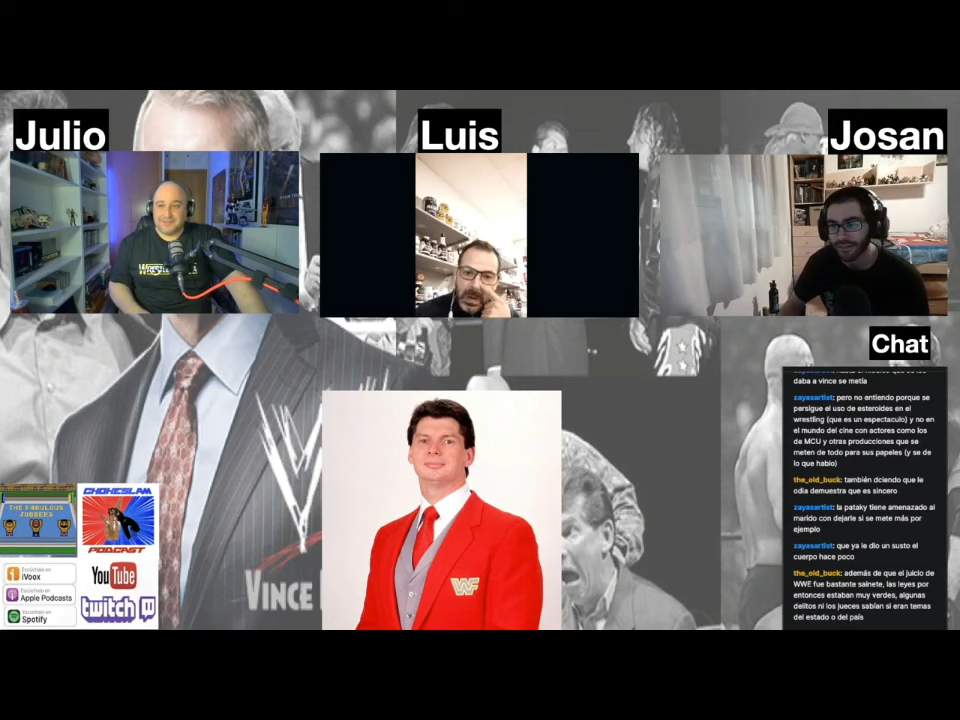 Julio
Luis
Josan
Chat
daba a vince se metía
zayasartist: pero no entiendo porque se
persigue el uso de esteroides en el
wrestling (que es un espectaculo) y no en
el mundo del cine con actores como los
de MCU y otras producciones que se
meten de todo para sus papeles (y se de
lo que hablo)
the_old_buck: también dciendo que le
odia demuestra que es sincero
zayasartist: la pataky tiene amenazado al
marido con dejarle si se mete más por
ejemplo
zayasartist: que ya le dio un susto el
cuerpo hace poco
the_old_buck: además de que el juicio de
WWE fue bastante sainete, las leyes por
entonces estaban muy verdes, algunas
delitos ni los jueces sabían si eran temas
del estado o del país
THE FABULOUS
JOBBERS
CHOKESLAM
PODCAST
Escúchalo en
iVoox
Escúchalo en
Apple Podcasts
Escúchalo en
Spotify
YouTube
twitch
VINCE
WF